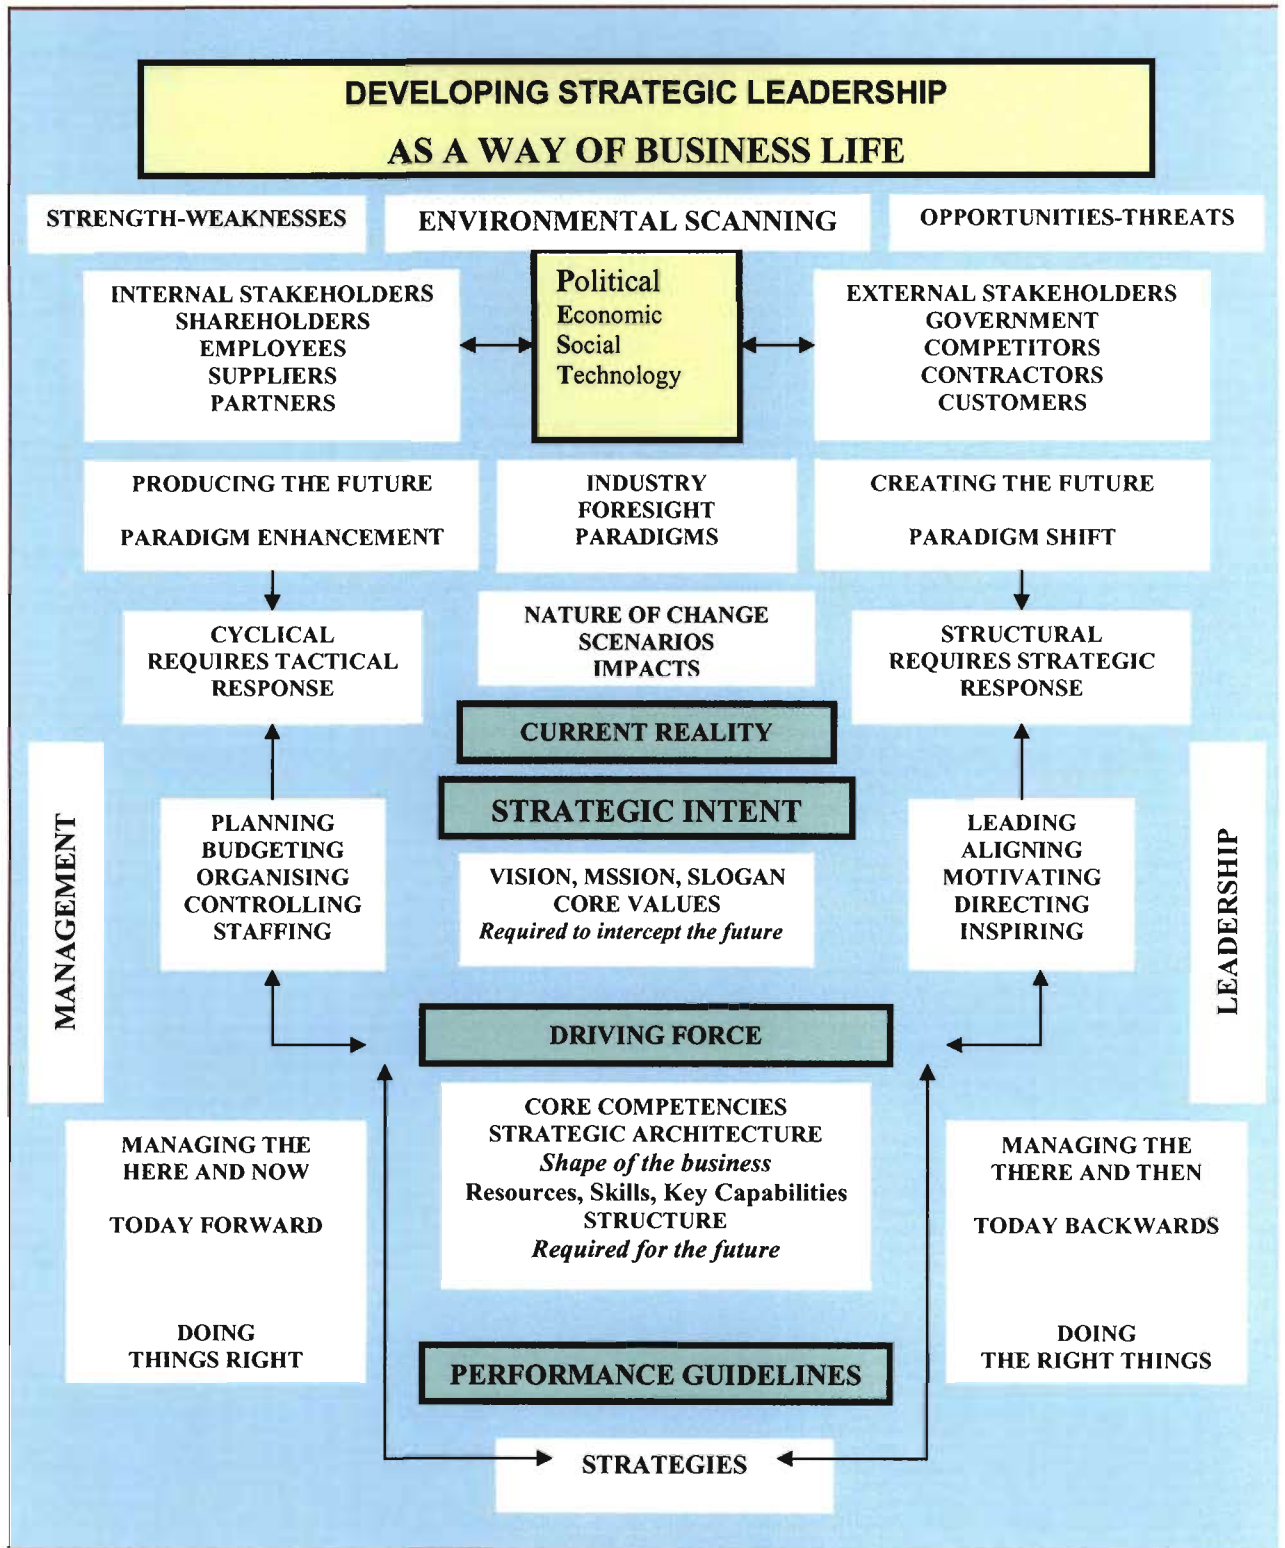 DEVELOPING STRATEGIC LEADERSHIP
AS A WAY OF BUSINESS LIFE
STRENGTH-WEAKNESSES
ENVIRONMENTAL SCANNING
OPPORTUNITIES-THREATS
INTERNAL STAKEHOLDERS
SHAREHOLDERS
EMPLOYEES
SUPPLIERS
PARTNERS
Political
Economic
Social
Technology
EXTERNAL STAKEHOLDERS
GOVERNMENT
COMPETITORS
CONTRACTORS
CUSTOMERS
PRODUCING THE FUTURE
PARADIGM ENHANCEMENT
INDUSTRY
FORESIGHT
PARADIGMS
CREATING THE FUTURE
PARADIGM SHIFT
CYCLICAL
REQUIRES TACTICAL
RESPONSE
NATURE OF CHANGE
SCENARIOS
IMPACTS
STRUCTURAL
REQUIRES STRATEGIC
RESPONSE
CURRENT REALITY
STRATEGIC INTENT
MANAGEMENT
PLANNING
BUDGETING
ORGANISING
CONTROLLING
STAFFING
VISION, MSSION, SLOGAN
CORE VALUES
Required to intercept the future
LEADING
ALIGNING
MOTIVATING
DIRECTING
INSPIRING
LEADERSHIP
DRIVING FORCE
CORE COMPETENCIES
STRATEGIC ARCHITECTURE
Shape of the business
Resources, Skills, Key Capabilities
STRUCTURE
Required for the future
MANAGING THE
HERE AND NOW
TODAY FORWARD
DOING
THINGS RIGHT
MANAGING THE
THERE AND THEN
TODAY BACKWARDS
DOING
THE RIGHT THINGS
PERFORMANCE GUIDELINES
STRATEGIES